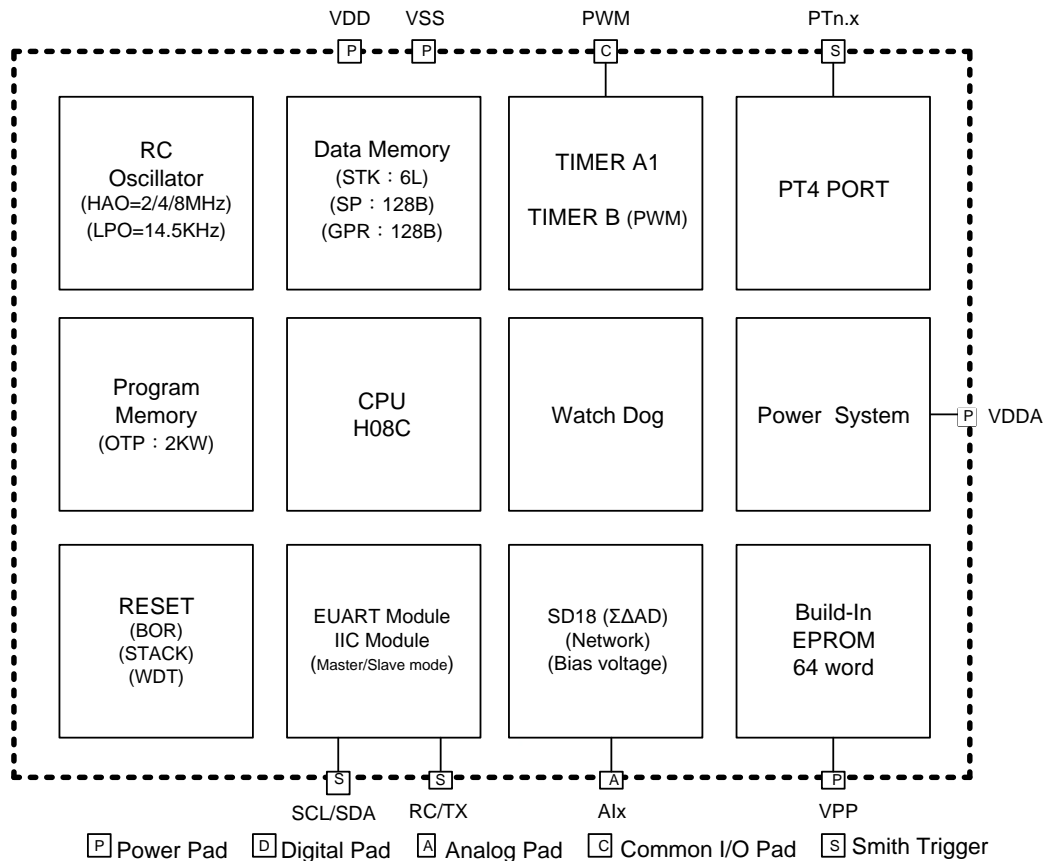 VDD VSS PWM PTn.x
P P C S
RC
Oscillator
(HAO=2/4/8MHz)
(LPO=14.5KHz)
Data Memory
(STK：6L)
(SP：128B)
(GPR：128B)
TIMER A1
TIMER B (PWM)
PT4 PORT
Program
Memory
(OTP：2KW)
CPU
H08C
Watch Dog
Power System
P VDDA
RESET
(BOR)
(STACK)
(WDT)
EUART Module
IIC Module
(Master/Slave mode)
SD18 (ΣΔAD)
(Network)
(Bias voltage)
Build-In
EPROM
64 word
S S A P
SCL/SDA RC/TX AIx VPP
P Power Pad D Digital Pad A Analog Pad C Common I/O Pad S Smith Trigger